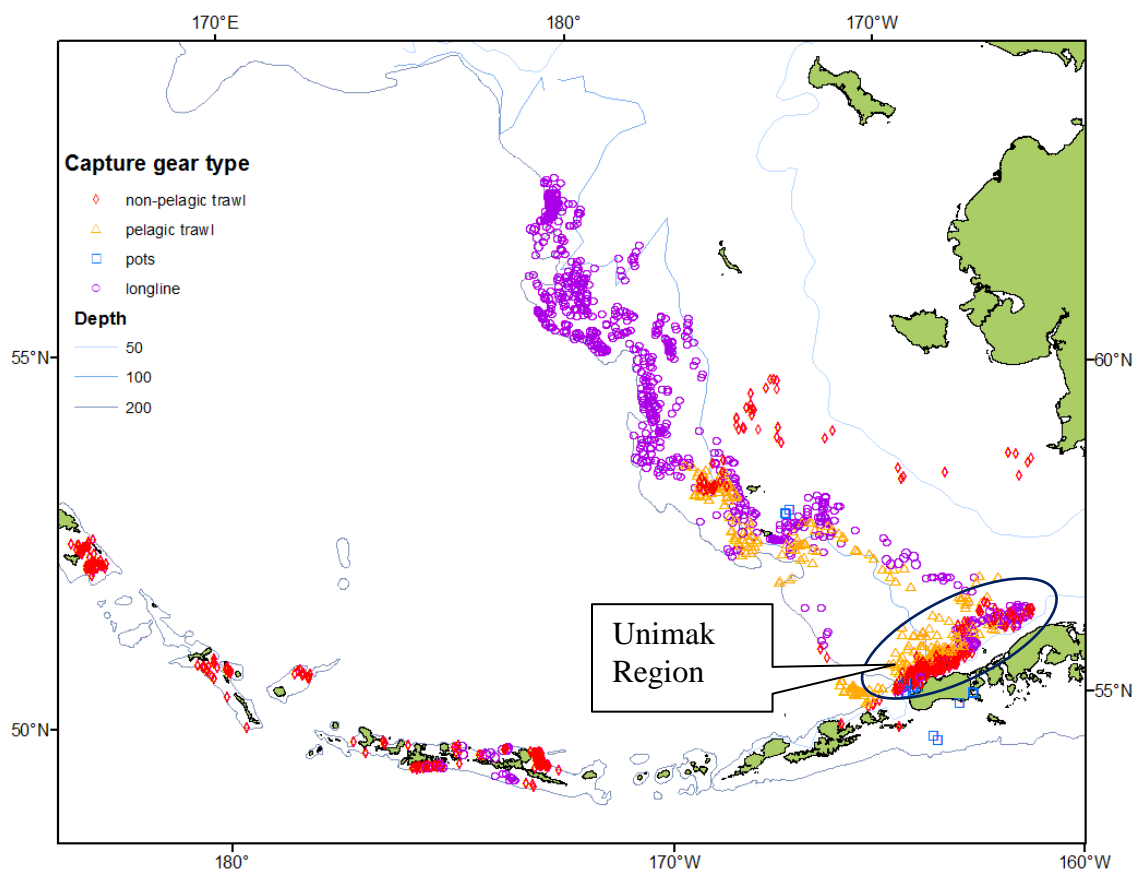 170°E 180° 170°W
Capture gear type
non-pelagic trawl
pelagic trawl
pots
longline
Depth
50
100
200
55°N
60°N
Unimak
Region
55°N
50°N
180° 170°W 160°W